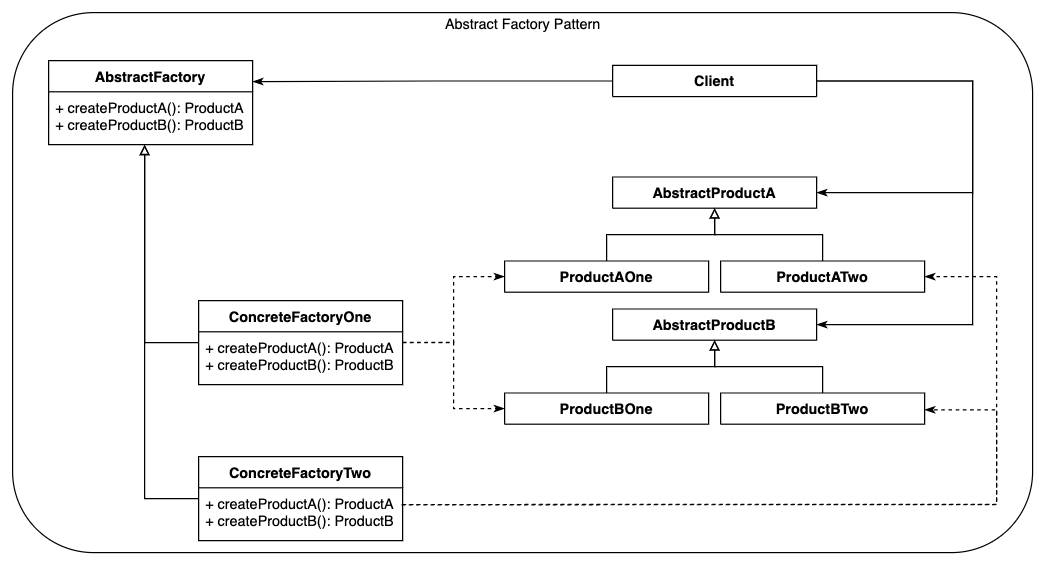 Abstract Factory Pattern
AbstractFactory
+ createProductA(): ProductA
+ createProductB(): ProductB
Client
AbstractProductA
ProductAOne
ProductATwo
ConcreteFactoryOne
+ createProductA(): ProductA
+ createProductB(): ProductB
AbstractProductB
ProductBOne
ProductBTwo
ConcreteFactoryTwo
+ createProductA(): ProductA
+ createProductB(): ProductB